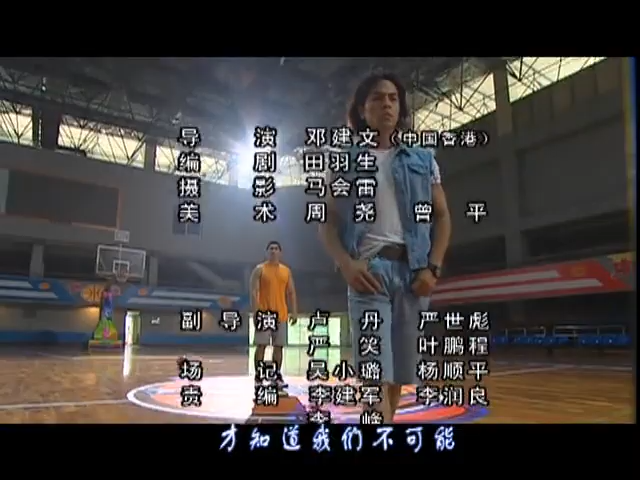 导 演 邓建文（中国香港）
编 剧 田羽生
摄 影 马会雷
美 术 周 尧 曾 平
副 导 演 卢 丹 严世彪
严 笑 叶鹏程
场 记 吴小璐 杨顺平
责 编 李建军 李润良
李 峰
才知道我们不可能